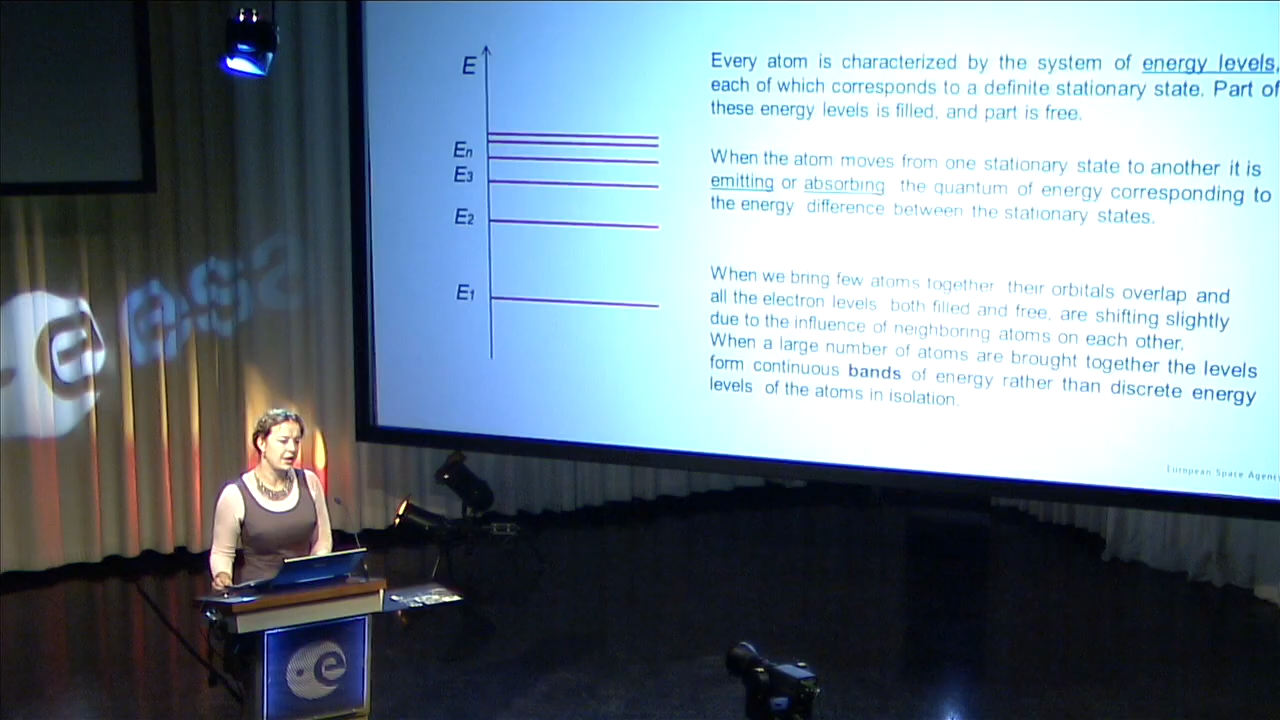 E
En
E3
E2
E1
Every atom is characterized by the system of energy levels,
each of which corresponds to a definite stationary state. Part of
these energy levels is filled, and part is free.
When the atom moves from one stationary state to another it is
emitting or absorbing the quantum of energy corresponding to
the energy difference between the stationary states.
When we bring few atoms together their orbitals overlap and
all the electron levels both filled and free, are shifting slightly
due to the influence of neighboring atoms on each other.
When a large number of atoms are brought together the levels
form continuous bands of energy rather than discrete energy
levels of the atoms in isolation.
European Space Agency
esa
e
e